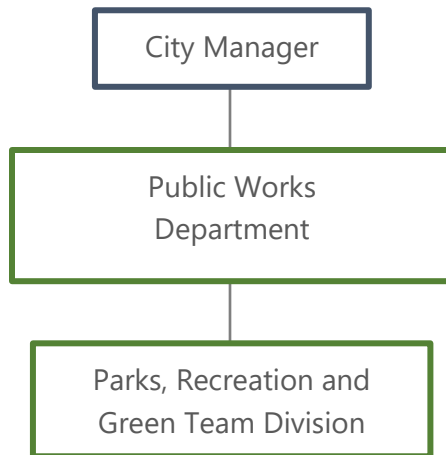 City Manager
Public Works
Department
Parks, Recreation and
Green Team Division